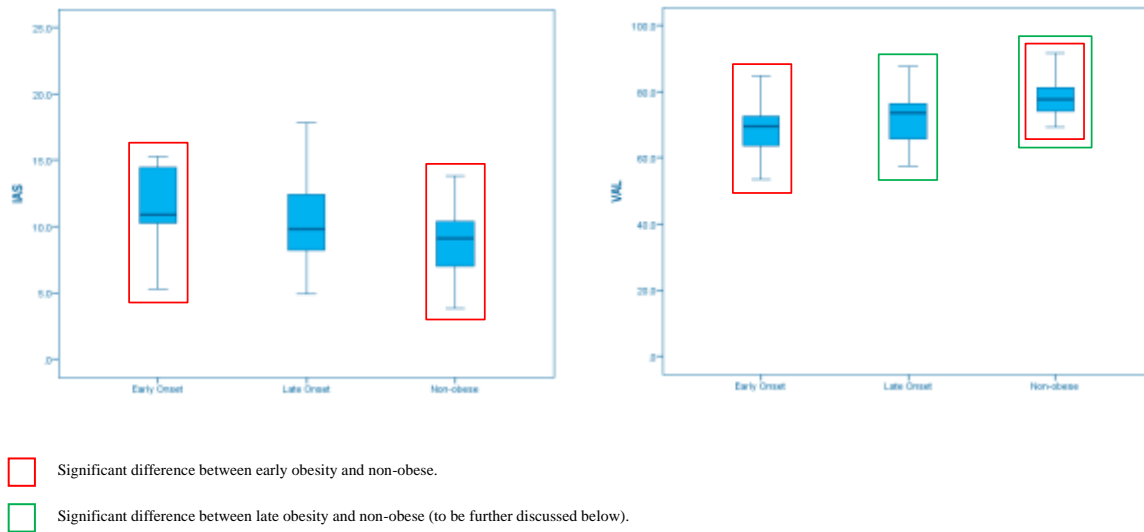 25.0
20.0
15.0
10.0
5.0
.0
IAS
Early Onset
Late Onset
Non-obese
100.0
80.0
60.0
40.0
20.0
.0
VAL
Early Onset
Late Onset
Non-obese
Significant difference between early obesity and non-obese.
Significant difference between late obesity and non-obese (to be further discussed below).